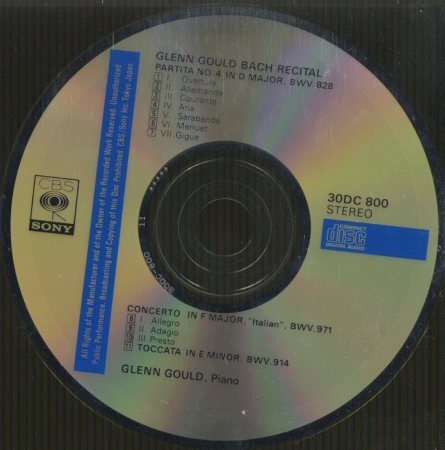 GLENN GOULD BACH RECITAL
PARTITA NO. 4 IN D MAJOR, BWV 828
1 I. Overture
2 II. Allemande
3 III. Courante
4 IV. Aria
5 V. Sarabande
6 VI. Menuet
7 VII. Gigue
All Rights of the Manufacturer and of the Owner of the Recorded Work Reserved. Unauthorized
Public Performance, Broadcasting and Copying of this Disc Prohibited. CBS/Sony Inc. Tokyo Japan.
CBS
SONY
30DC 800
STEREO
COMPACT
disc
DIGITAL AUDIO
30DC-800
CONCERTO IN F MAJOR, "Italian", BWV.971
8 I. Allegro
9 II. Adagio
10 III. Presto
11 TOCCATA IN E MINOR, BWV.914
GLENN GOULD, Piano